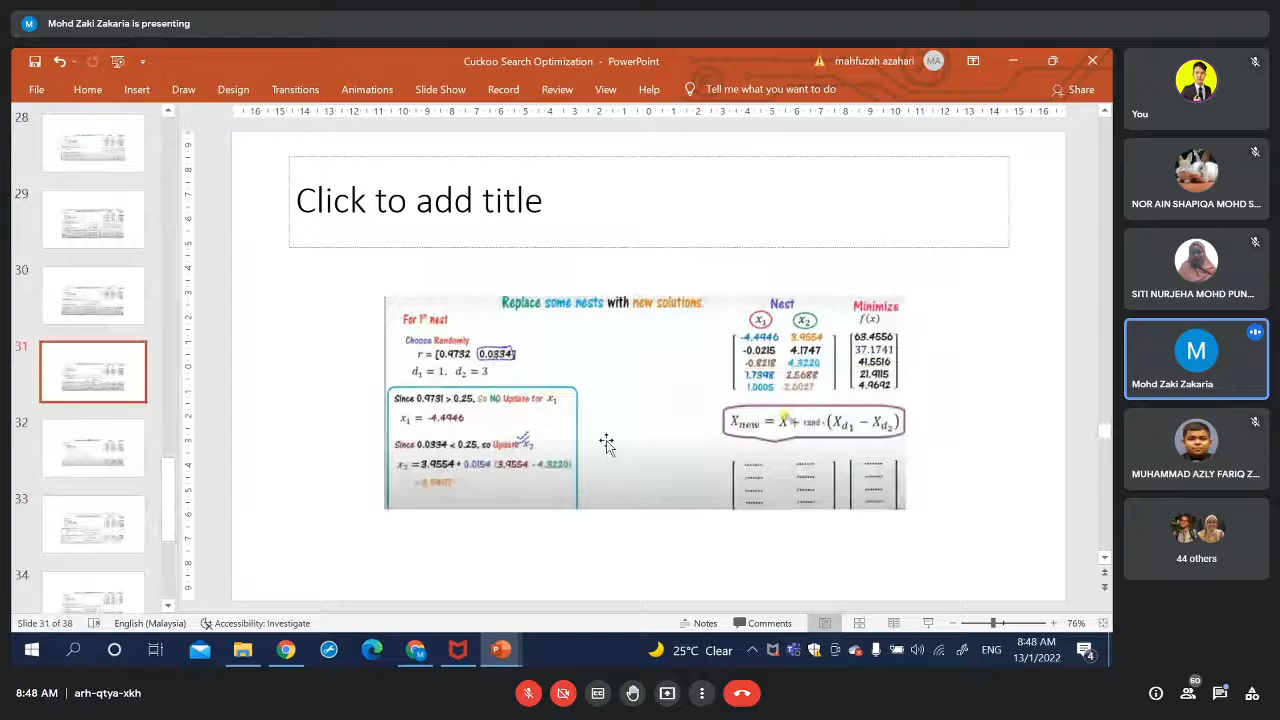 Mohd Zaki Zakaria is presenting
Cuckoo Search Optimization - PowerPoint
mahfuzah azahari
MA
File Home Insert Draw Design Transitions Animations Slide Show Record Review View Help Tell me what you want to do Share
28
29
30
31
32
33
34
Click to add title
Replace some nests with new solutions.
For 1st nest
Choose Randomly
r = [0.9732 0.0334]
d1 = 1, d2 = 3
Since 0.9731 > 0.25, So NO Update for x1
x1 = -4.4946
Since 0.0334 < 0.25, so Update x2
x2 = 3.9554 + 0.0154 (3.9554 - 4.3220)
Nest Minimize
x1 x2 f(x)
-4.4946 3.9554 63.4556
-0.0215 4.1747 37.1741
-0.8218 4.3220 41.5516
1.7398 2.5688 21.9115
1.0005 -2.0027 4.9692
Xnew = X + rand · (Xd1 − Xd2)
Slide 31 of 38 English (Malaysia) Accessibility: Investigate Notes Comments 76%
25°C Clear ENG 8:48 AM
13/1/2022
4
You
NOR AIN SHAPIQA MOHD S...
SITI NURJEHA MOHD PUN...
M
Mohd Zaki Zakaria
MUHAMMAD AZLY FARIQ Z...
44 others
8:48 AM | arh-qtya-xkh
50